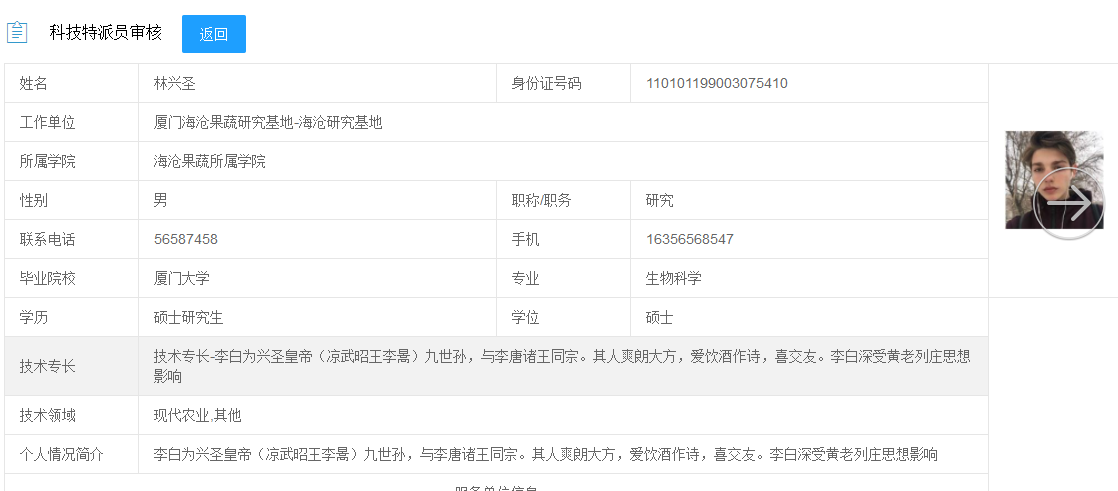 科技特派员审核 返回
姓名 林兴圣 身份证号码 110101199003075410
工作单位 厦门海沧果蔬研究基地-海沧研究基地
所属学院 海沧果蔬所属学院
性别 男 职称/职务 研究
联系电话 56587458 手机 16356568547
毕业院校 厦门大学 专业 生物科学
学历 硕士研究生 学位 硕士
技术专长 技术专长-李白为兴圣皇帝（凉武昭王李暠）九世孙，与李唐诸王同宗。其人爽朗大方，爱饮酒作诗，喜交友。李白深受黄老列庄思想
影响
技术领域 现代农业,其他
个人情况简介 李白为兴圣皇帝（凉武昭王李暠）九世孙，与李唐诸王同宗。其人爽朗大方，爱饮酒作诗，喜交友。李白深受黄老列庄思想影响
服务单位信息